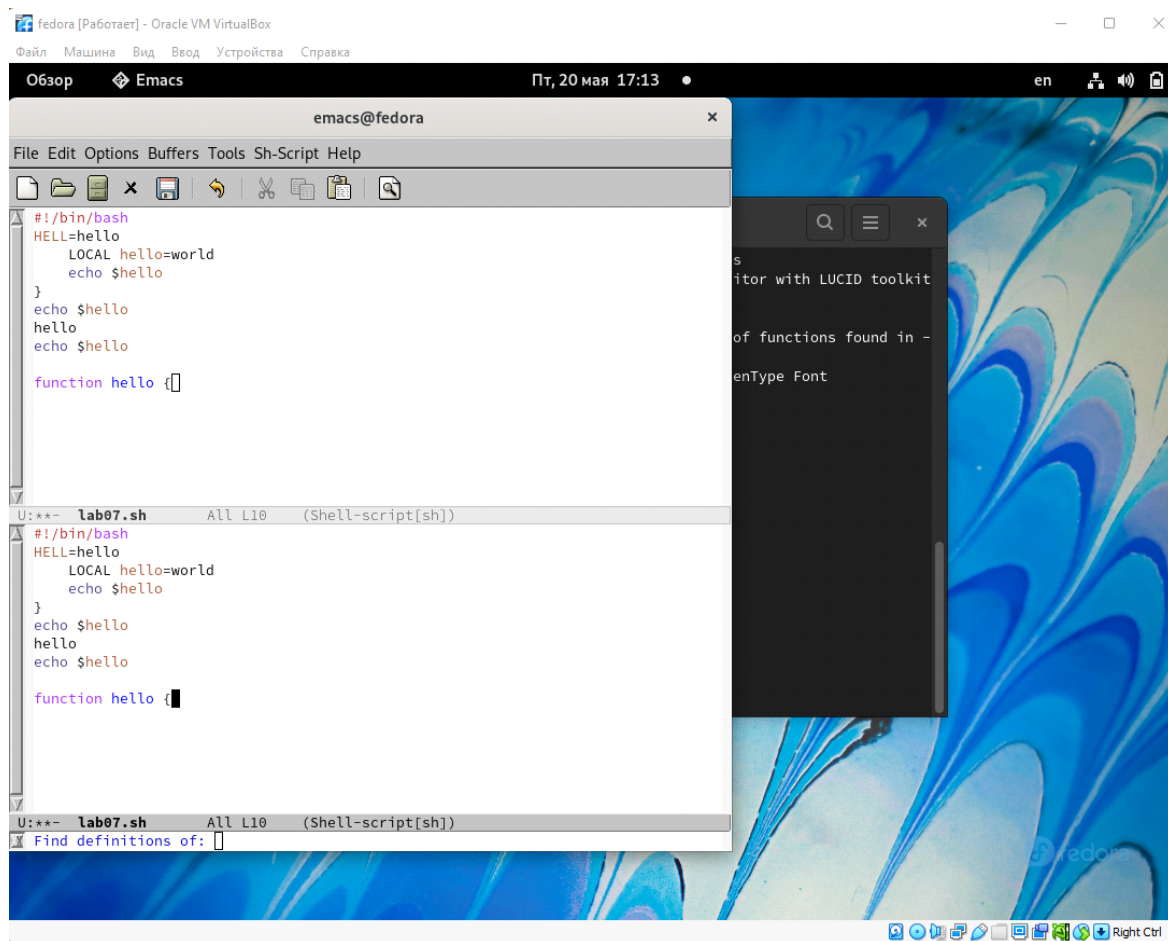 fedora [Работает] - Oracle VM VirtualBox
Файл Машина Вид Ввод Устройства Справка
Обзор Emacs Пт, 20 мая 17:13 en
emacs@fedora
File Edit Options Buffers Tools Sh-Script Help
#!/bin/bash
HELL=hello
    LOCAL hello=world
    echo $hello
}
echo $hello
hello
echo $hello
function hello {
U:**- lab07.sh All L10 (Shell-script[sh])
#!/bin/bash
HELL=hello
    LOCAL hello=world
    echo $hello
}
echo $hello
hello
echo $hello
function hello {
U:**- lab07.sh All L10 (Shell-script[sh])
Find definitions of:
s
itor with LUCID toolkit
of functions found in -
enType Font
fedora
Right Ctrl